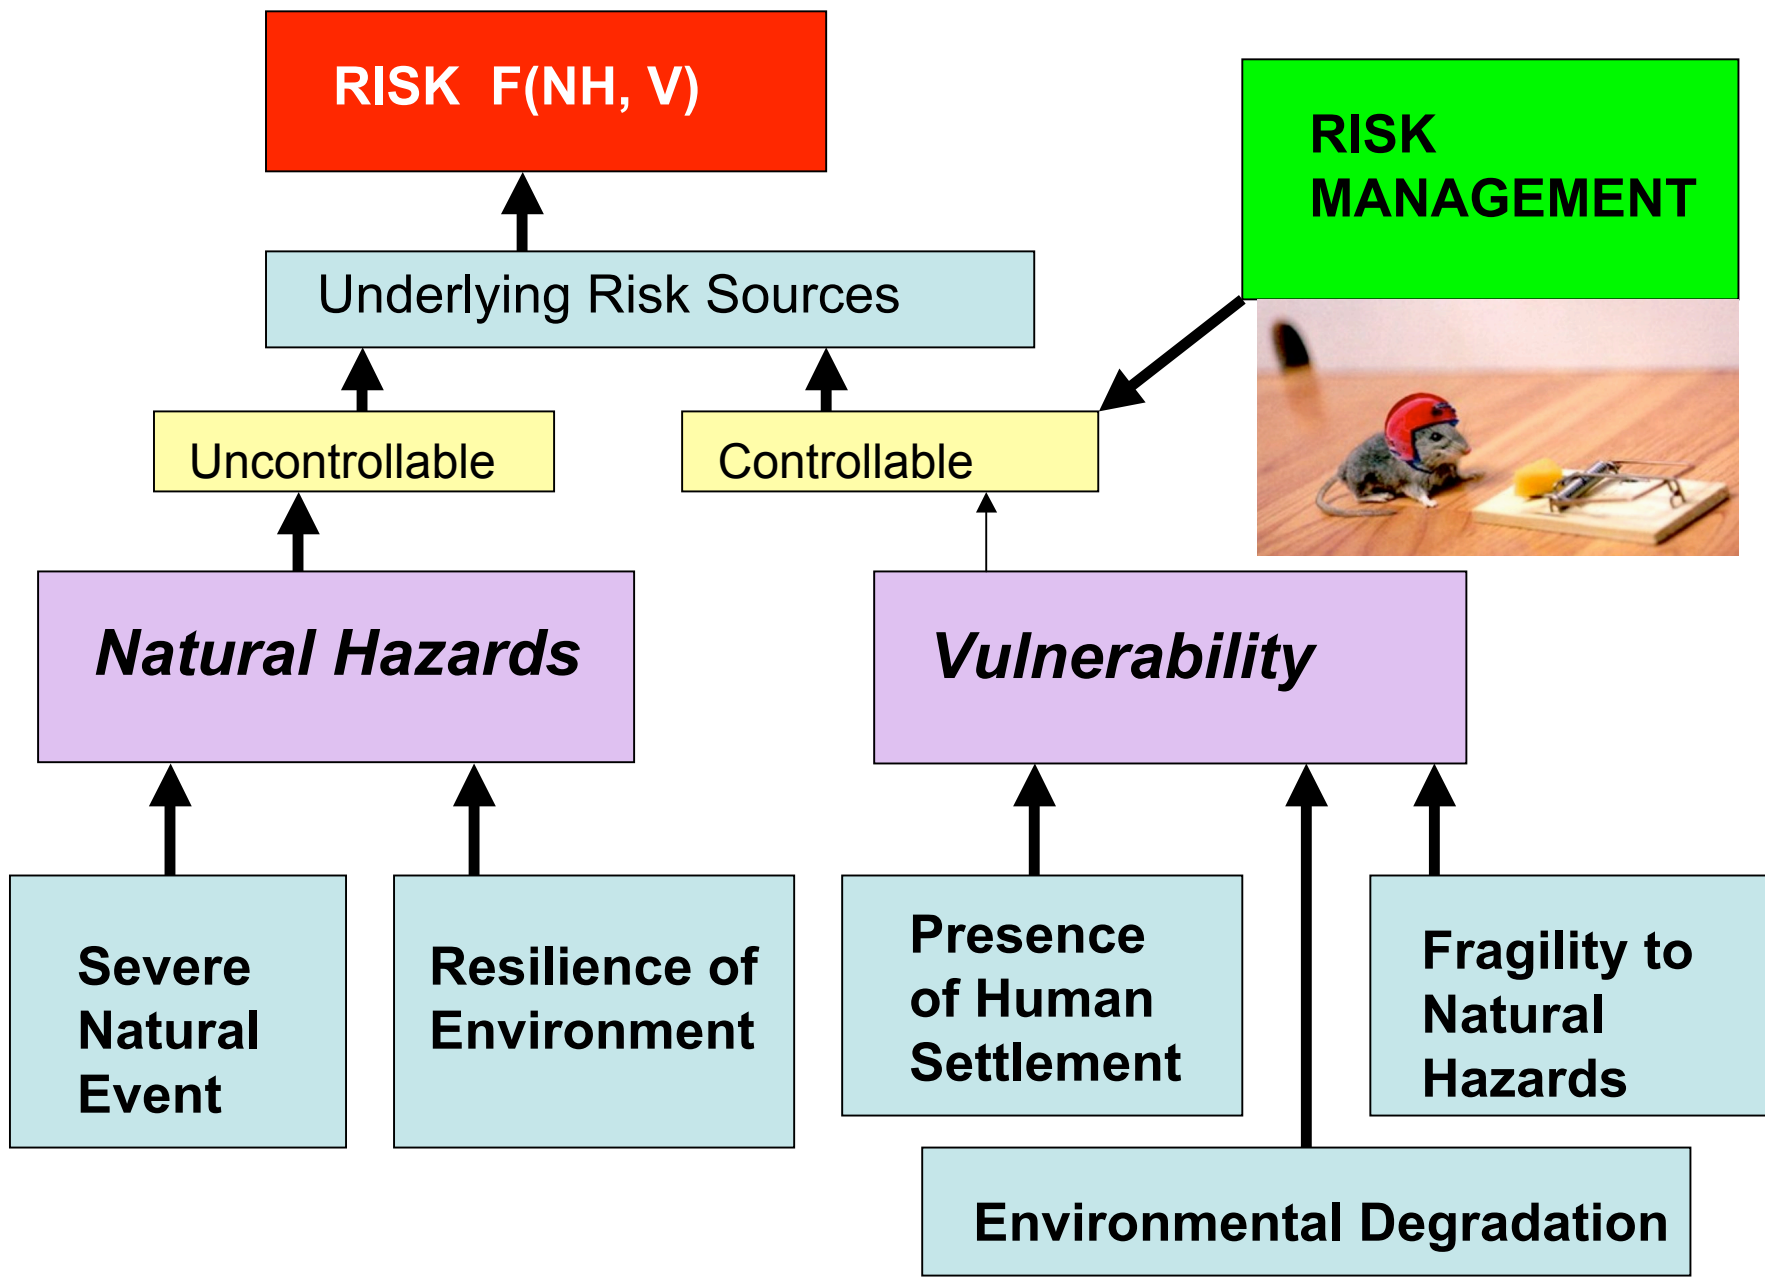 RISK F(NH, V)
RISK
MANAGEMENT
Underlying Risk Sources
Uncontrollable
Controllable
Natural Hazards
Vulnerability
Severe
Natural
Event
Resilience of
Environment
Presence
of Human
Settlement
Fragility to
Natural
Hazards
Environmental Degradation